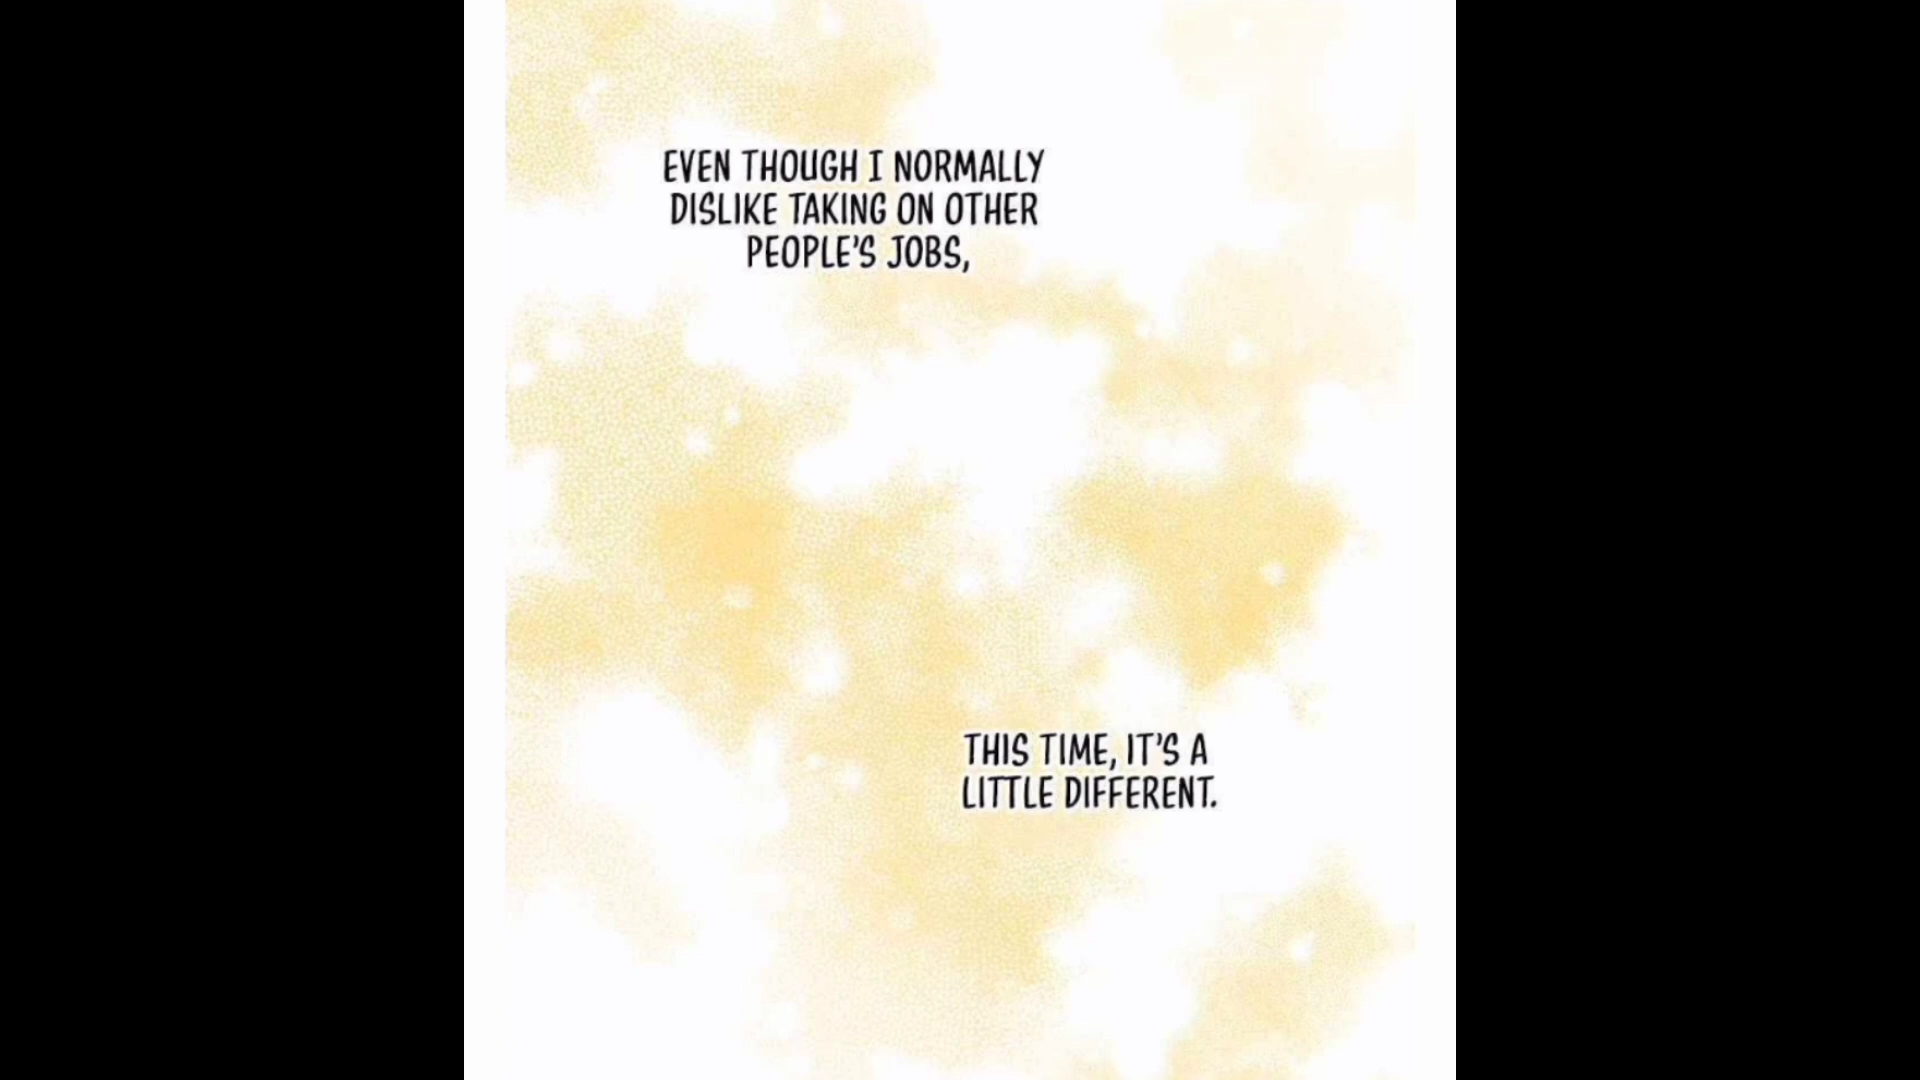 EVEN THOUGH I NORMALLY
DISLIKE TAKING ON OTHER
PEOPLE'S JOBS,
THIS TIME, IT'S A
LITTLE DIFFERENT.